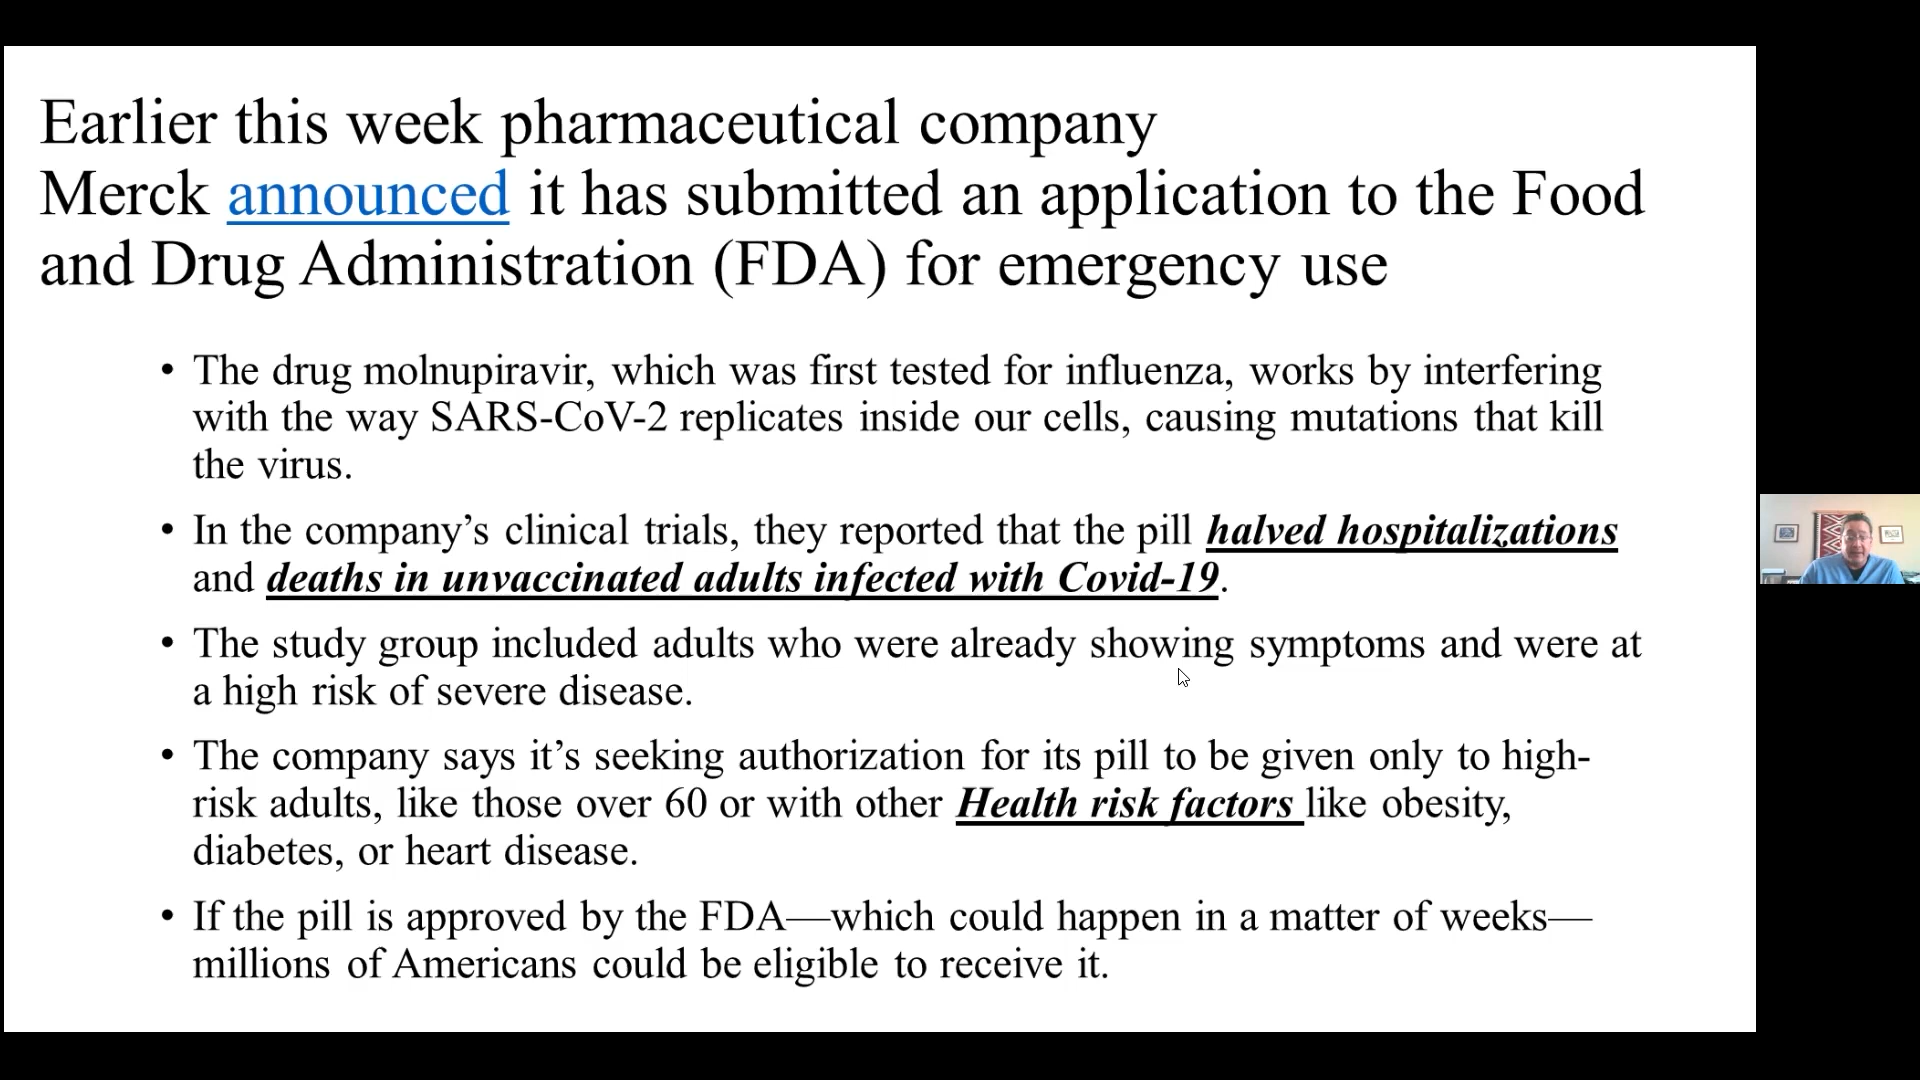 Earlier this week pharmaceutical company
Merck announced it has submitted an application to the Food
and Drug Administration (FDA) for emergency use
• The drug molnupiravir, which was first tested for influenza, works by interfering
with the way SARS-CoV-2 replicates inside our cells, causing mutations that kill
the virus.
• In the company’s clinical trials, they reported that the pill halved hospitalizations
and deaths in unvaccinated adults infected with Covid-19.
• The study group included adults who were already showing symptoms and were at
a high risk of severe disease.
• The company says it’s seeking authorization for its pill to be given only to high-
risk adults, like those over 60 or with other Health risk factors like obesity,
diabetes, or heart disease.
• If the pill is approved by the FDA—which could happen in a matter of weeks—
millions of Americans could be eligible to receive it.